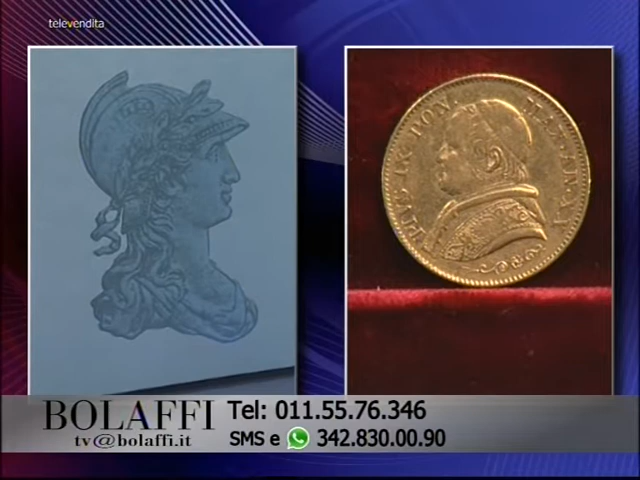 televendita
PIVS IX PON. MAX. AN. XX
BOLAFFI
tv@bolaffi.it
Tel: 011.55.76.346
SMS e 342.830.00.90